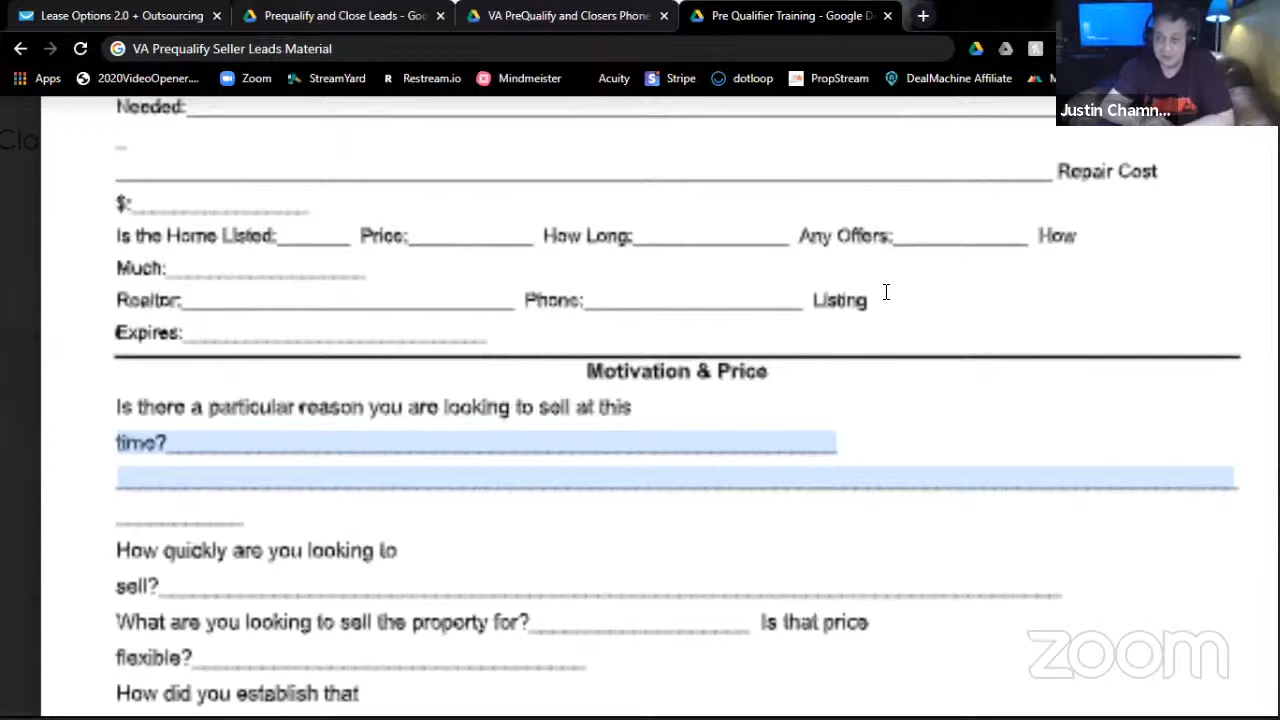 Lease Options 2.0 + Outsourcing
Prequalify and Close Leads - Goo
VA PreQualify and Closers Phone
Pre Qualifier Training - Google D
VA Prequalify Seller Leads Material
Apps
2020VideoOpener....
Zoom
StreamYard
Restream.io
Mindmeister
Acuity
Stripe
dotloop
PropStream
DealMachine Affiliate
Justin Chamn...
Clo
Needed:
Repair Cost
$:
Is the Home Listed: Price: How Long: Any Offers: How
Much:
Realtor: Phone: Listing
Expires:
Motivation & Price
Is there a particular reason you are looking to sell at this
time?
How quickly are you looking to
sell?
What are you looking to sell the property for? Is that price
flexible?
How did you establish that
zoom